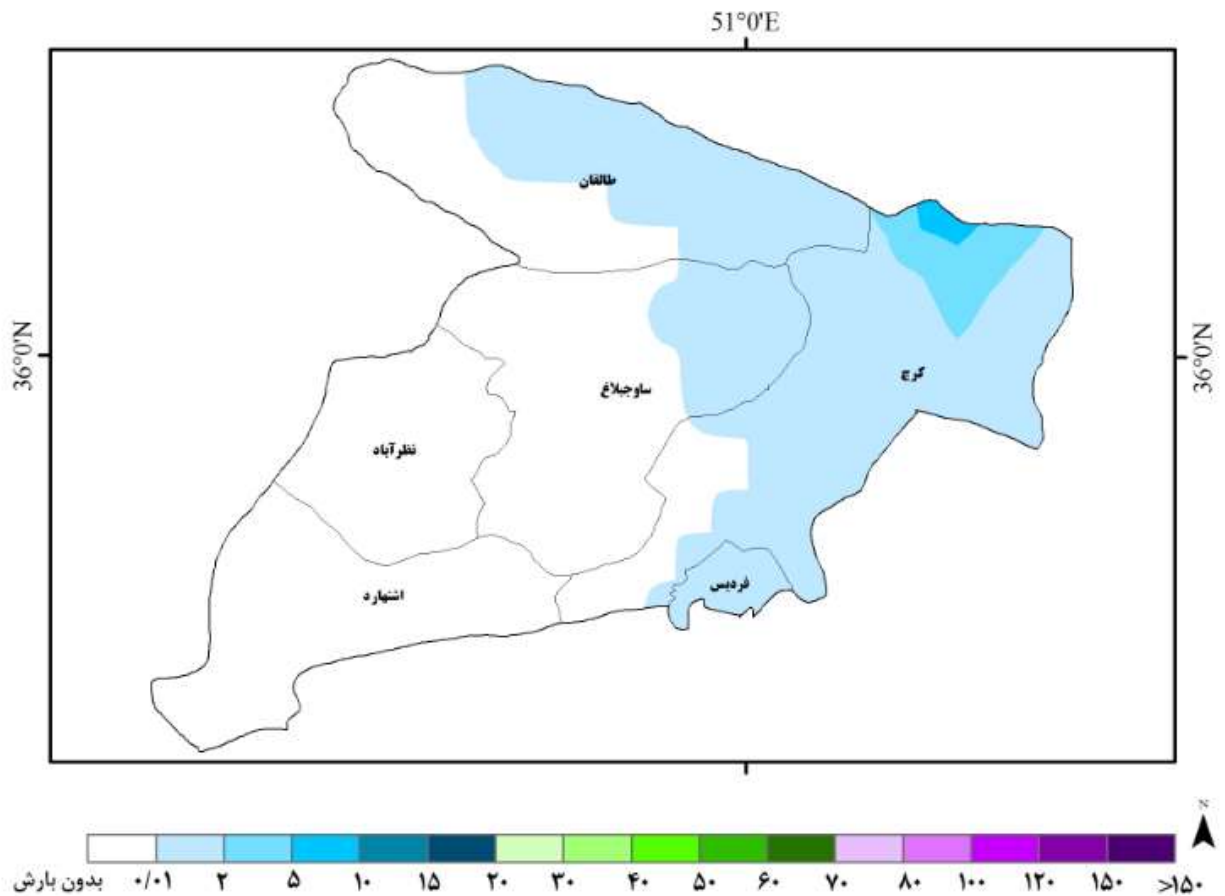 51°0'E
36°0'N
36°0'N
طالقان
کرج
ساوجبلاغ
نظرآباد
فردیس
اشتهارد
N
بدون بارش ۰/۰۱ ۲ ۵ ۱۰ ۱۵ ۲۰ ۳۰ ۴۰ ۵۰ ۶۰ ۷۰ ۸۰ ۱۰۰ ۱۲۰ ۱۵۰ >۱۵۰